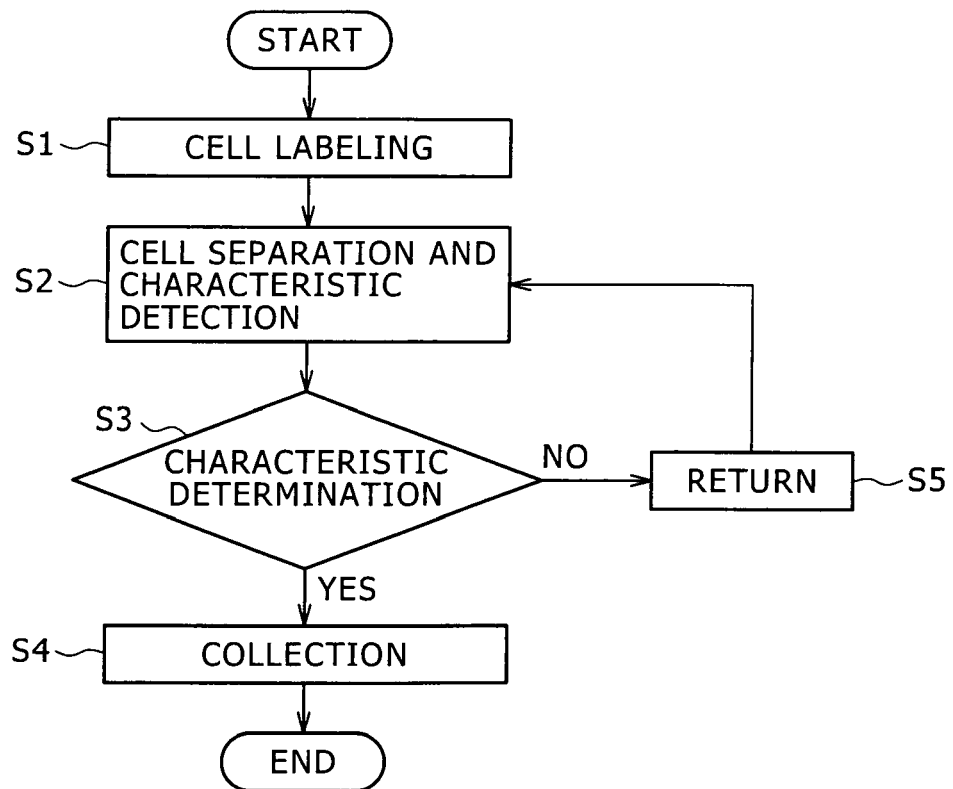 START
S1
CELL LABELING
S2
CELL SEPARATION AND
CHARACTERISTIC
DETECTION
S3
CHARACTERISTIC
DETERMINATION
NO
RETURN
S5
YES
S4
COLLECTION
END